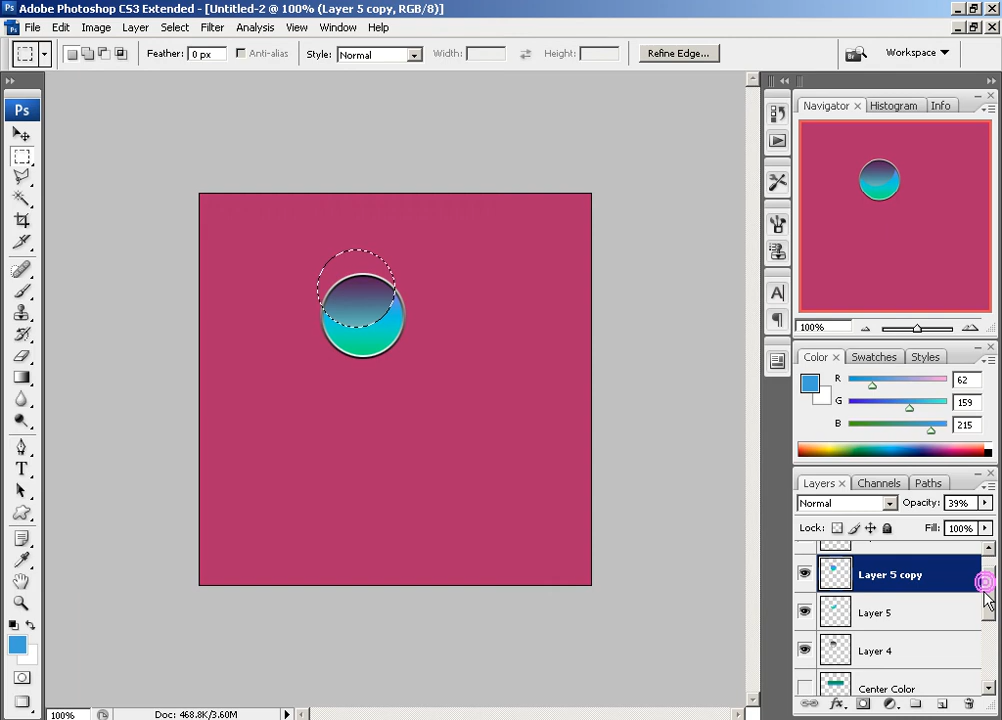 Ps Adobe Photoshop CS3 Extended - [Untitled-2 @ 100% (Layer 5 copy, RGB/8)]
Ps File Edit Image Layer Select Filter Analysis View Window Help
Feather: 0 px Anti-alias Style: Normal Width: Height: Refine Edge... Workspace
Ps
Navigator Histogram Info
100%
Color Swatches Styles
R 62
G 159
B 215
Layers Channels Paths
Normal Opacity: 39%
Lock: Fill: 100%
Layer 5 copy
Layer 5
Layer 4
Center Color
100% Doc: 468.8K/3.60M